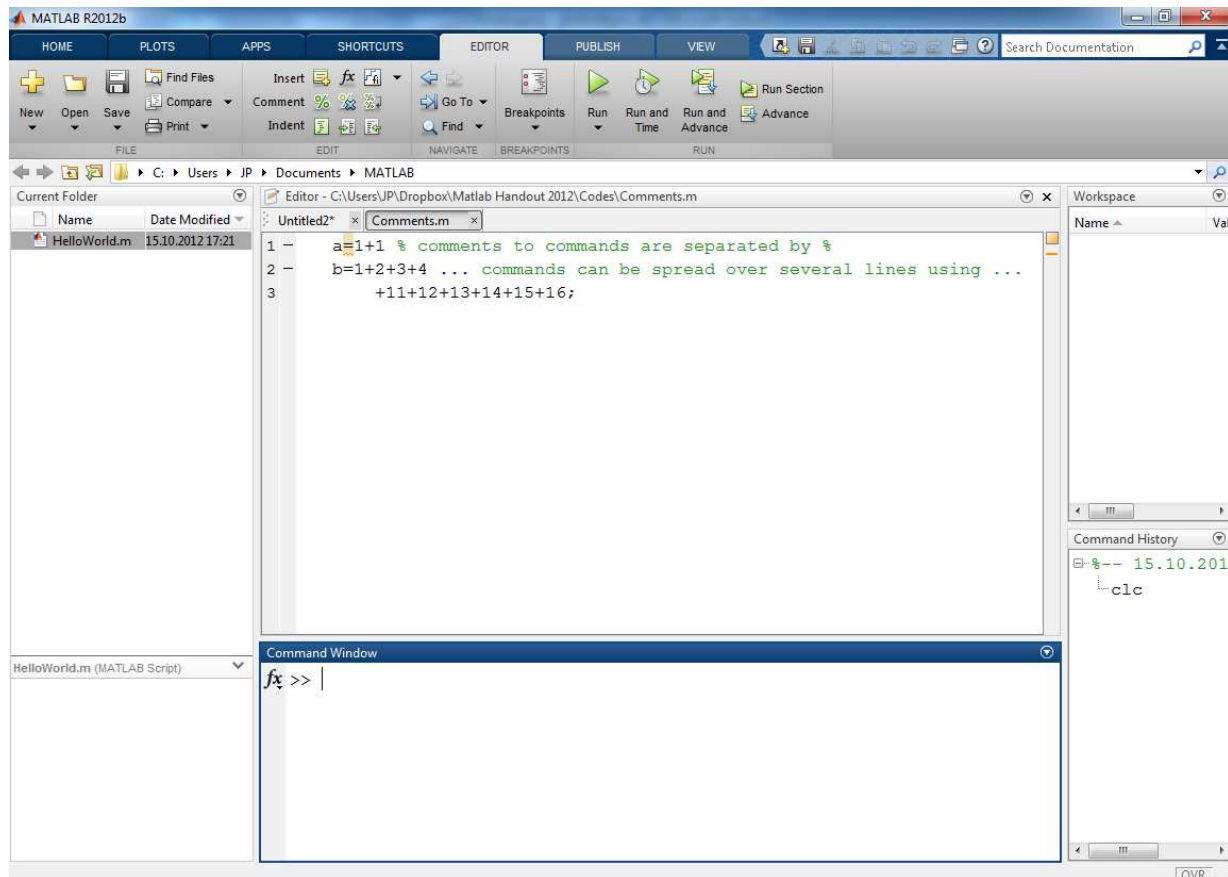 MATLAB R2012b
HOME PLOTS APPS SHORTCUTS EDITOR PUBLISH VIEW Search Documentation
New Open Save
Find Files
Compare
Print
FILE
Insert fx
Comment
Indent
EDIT
Go To
Find
NAVIGATE
Breakpoints
BREAKPOINTS
Run
Run and Time
Run and Advance
Run Section
Advance
RUN
C: Users JP Documents MATLAB
Current Folder
Name Date Modified
HelloWorld.m 15.10.2012 17:21
HelloWorld.m (MATLAB Script)
Editor - C:\Users\JP\Dropbox\Matlab Handout 2012\Codes\Comments.m
Untitled2* × Comments.m ×
1 – a=1+1 % comments to commands are separated by %
2 – b=1+2+3+4 ... commands can be spread over several lines using ...
3 +11+12+13+14+15+16;
Command Window
fx >>
Workspace
Name Val
Command History
%-- 15.10.201
clc
OVR